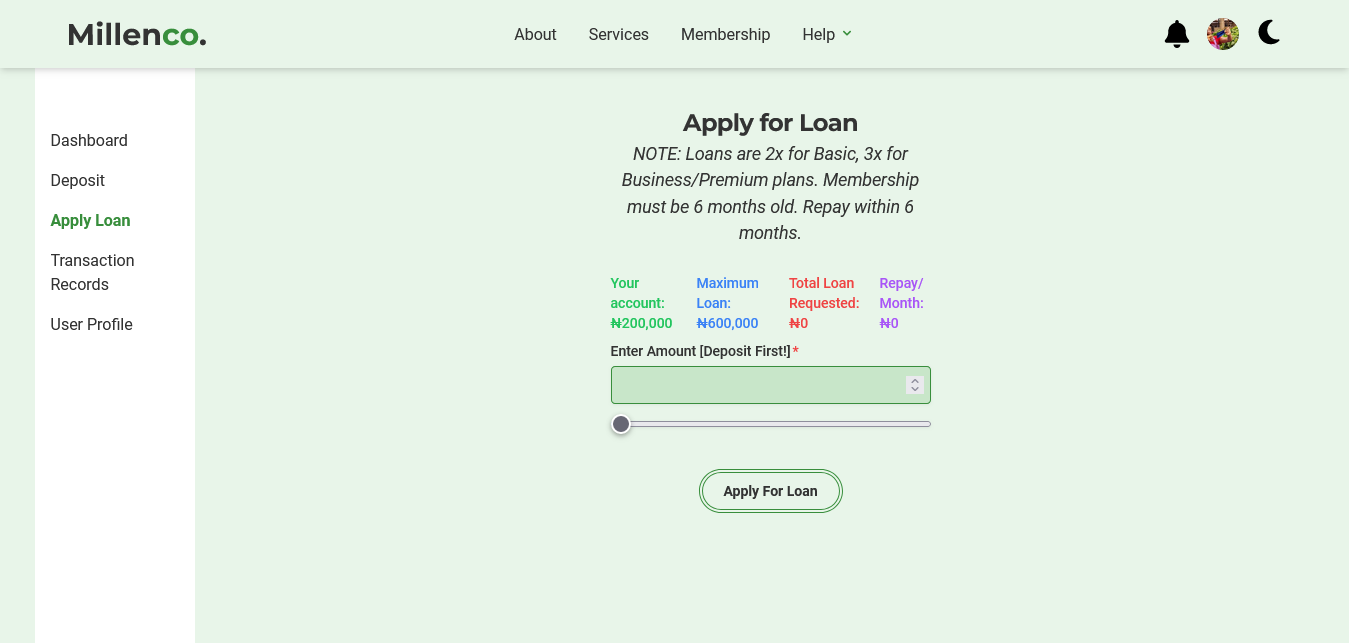 Millenco.
About Services Membership Help
Dashboard
Deposit
Apply Loan
Transaction
Records
User Profile
Apply for Loan
NOTE: Loans are 2x for Basic, 3x for
Business/Premium plans. Membership
must be 6 months old. Repay within 6
months.
Your
account:
₦200,000
Maximum
Loan:
₦600,000
Total Loan
Requested:
₦0
Repay/
Month:
₦0
Enter Amount [Deposit First!]*
Apply For Loan